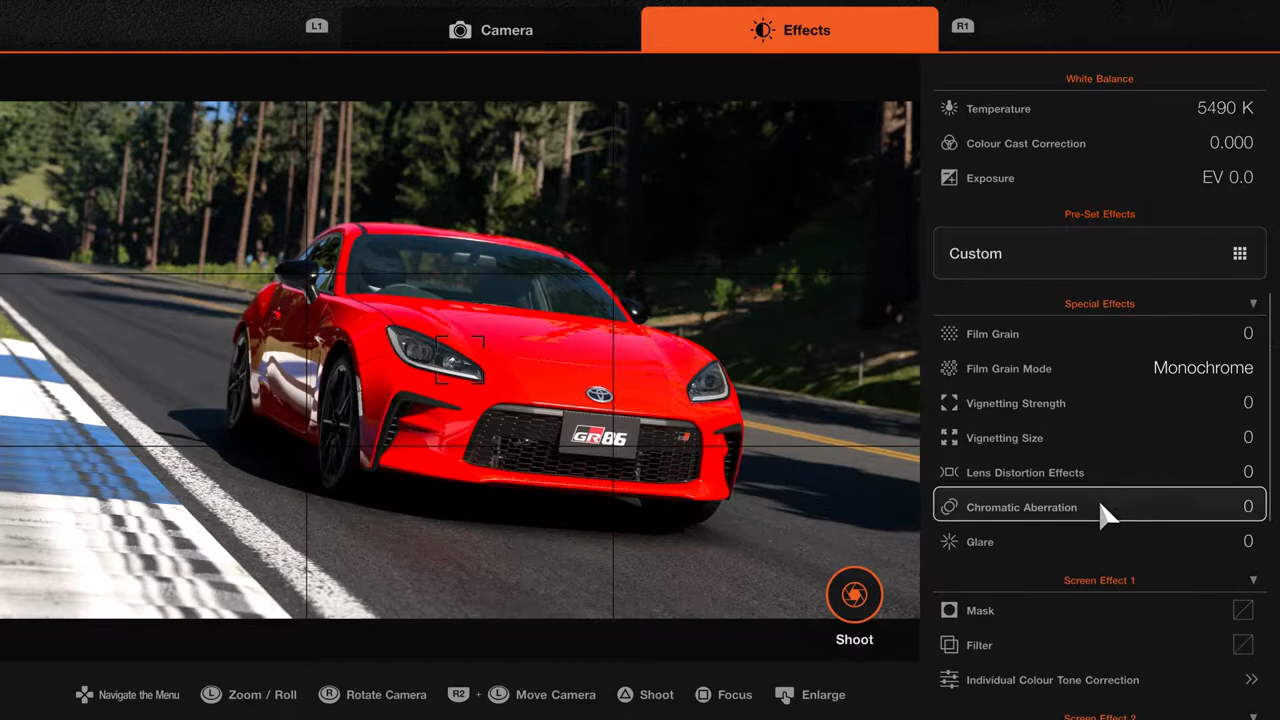 L1
Camera
Effects
R1
White Balance
Temperature 5490 K
Colour Cast Correction 0.000
Exposure EV 0.0
Pre-Set Effects
Custom
Special Effects
Film Grain 0
Film Grain Mode Monochrome
Vignetting Strength 0
Vignetting Size 0
Lens Distortion Effects 0
Chromatic Aberration 0
Glare 0
Screen Effect 1
Mask
Filter
Individual Colour Tone Correction
Screen Effect 2
GR86
Shoot
L Navigate the Menu L Zoom / Roll R Rotate Camera R2 + L Move Camera Shoot Focus Enlarge